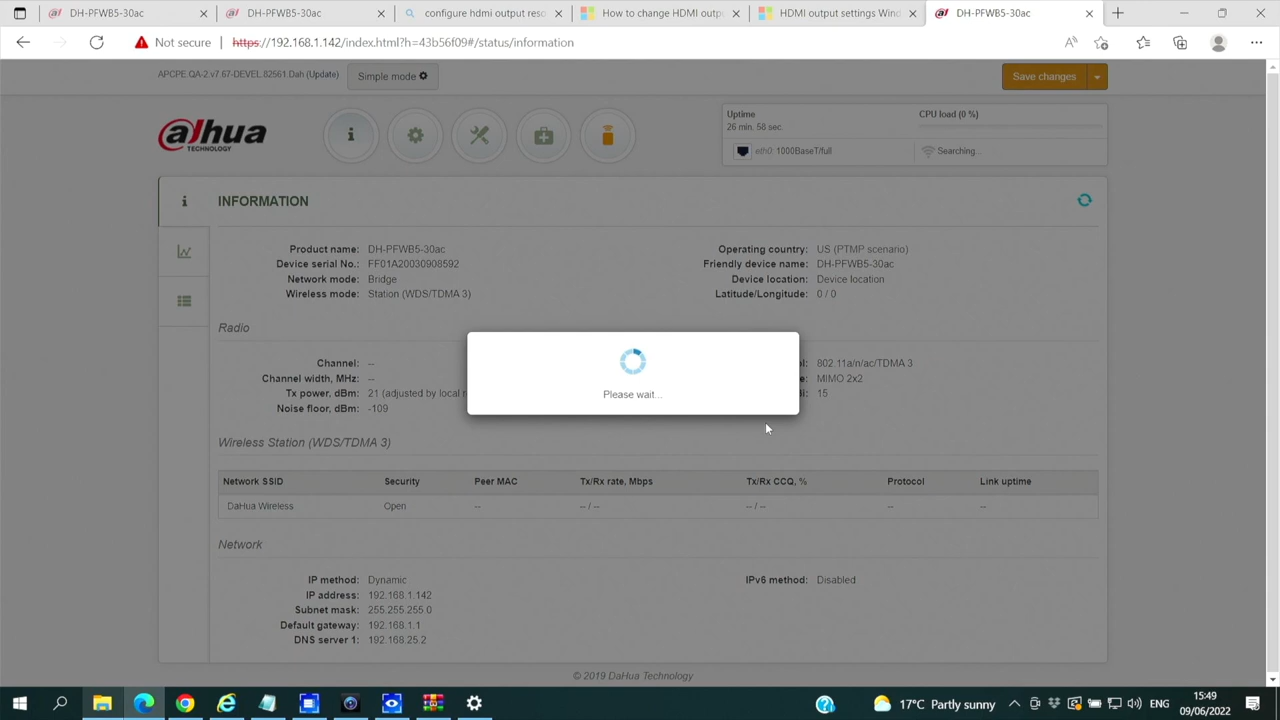 DH-PFWB5-30ac
DH-PFWB5-30ac
configure hdmi output reso
How to change HDMI outpu
HDMI output settings Wind
DH-PFWB5-30ac
Not secure
https://192.168.1.142/index.html?h=43b56f09#/status/information
APCPE QA-2 v7.67-DEVEL.82561.Dah (Update)
Simple mode
Save changes
alhua
TECHNOLOGY
Uptime
26 min. 58 sec.
CPU load (0 %)
eth0: 1000BaseT/full
Searching...
INFORMATION
Product name: DH-PFWB5-30ac
Device serial No.: FF01A20030908592
Network mode: Bridge
Wireless mode: Station (WDS/TDMA 3)
Operating country: US (PTMP scenario)
Friendly device name: DH-PFWB5-30ac
Device location: Device location
Latitude/Longitude: 0 / 0
Radio
Channel: --
Channel width, MHz: --
Tx power, dBm: 21 (adjusted by local re
Noise floor, dBm: -109
802.11a/n/ac/TDMA 3
MIMO 2x2
15
Please wait...
Wireless Station (WDS/TDMA 3)
Network SSID Security Peer MAC Tx/Rx rate, Mbps Tx/Rx CCQ, % Protocol Link uptime
DaHua Wireless Open -- -- / -- -- / -- -- --
Network
IP method: Dynamic
IP address: 192.168.1.142
Subnet mask: 255.255.255.0
Default gateway: 192.168.1.1
DNS server 1: 192.168.25.2
IPv6 method: Disabled
© 2019 DaHua Technology
17°C Partly sunny
ENG
15:49
09/06/2022